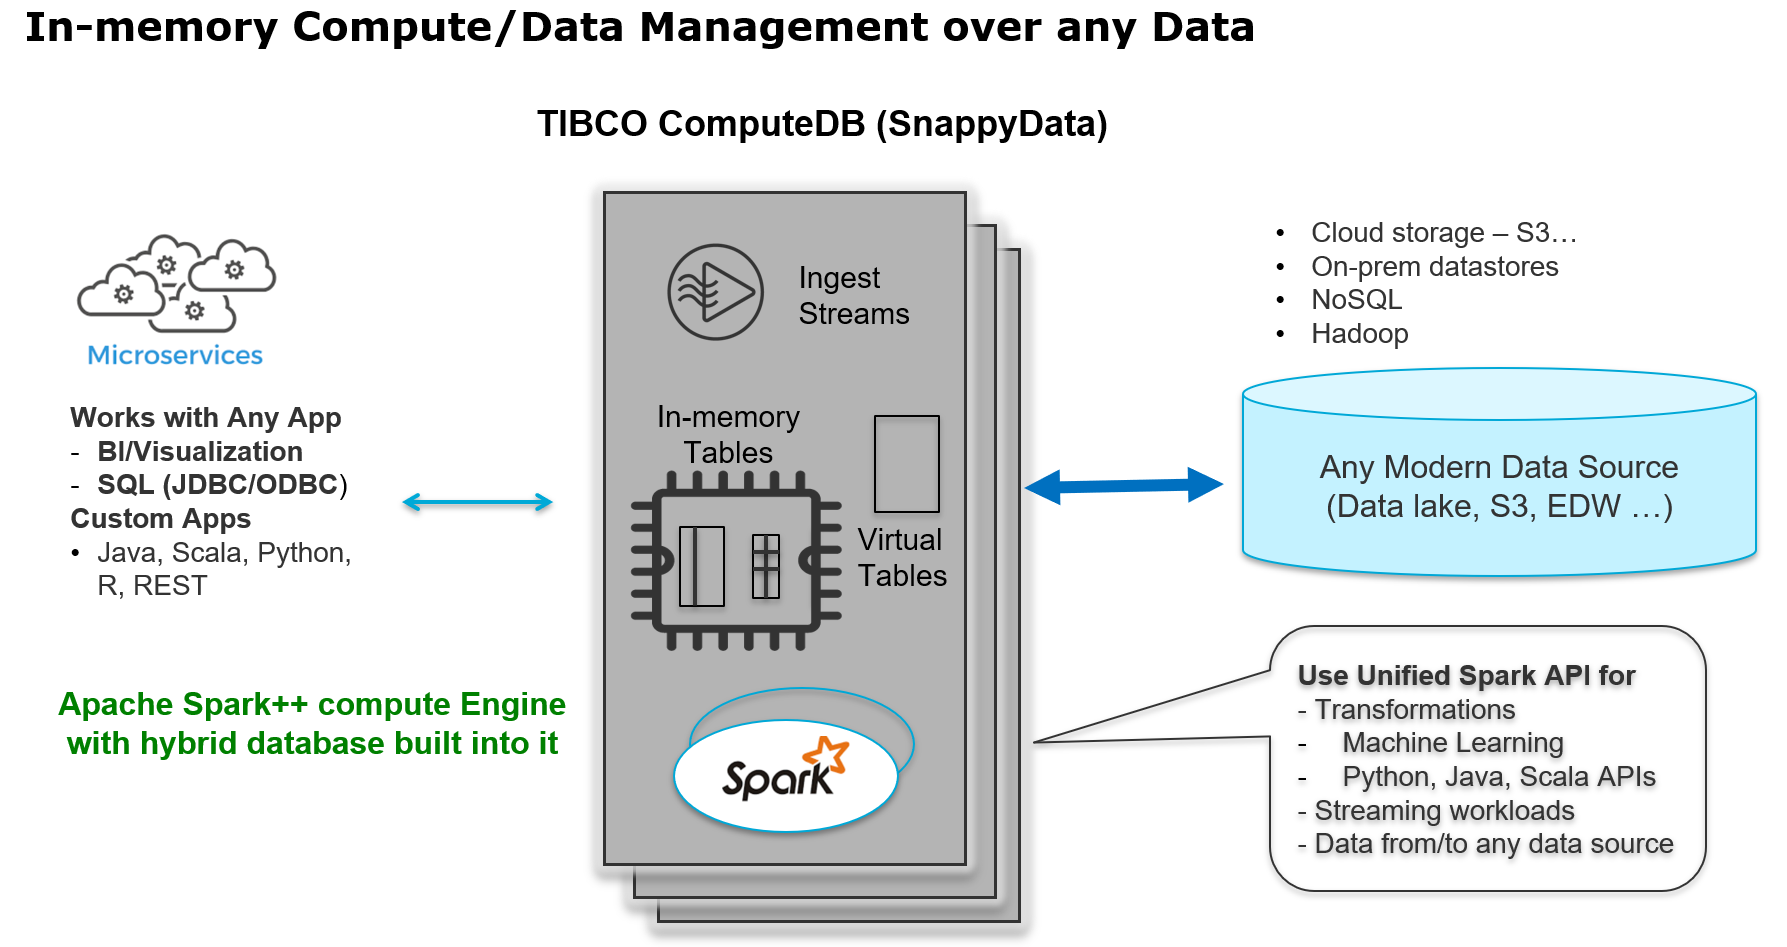 In-memory Compute/Data Management over any Data
TIBCO ComputeDB (SnappyData)
Microservices
Works with Any App
- BI/Visualization
- SQL (JDBC/ODBC)
Custom Apps
• Java, Scala, Python,
R, REST
Apache Spark++ compute Engine
with hybrid database built into it
Ingest
Streams
In-memory
Tables
Virtual
Tables
Spark
• Cloud storage – S3…
• On-prem datastores
• NoSQL
• Hadoop
Any Modern Data Source
(Data lake, S3, EDW …)
Use Unified Spark API for
- Transformations
- Machine Learning
- Python, Java, Scala APIs
- Streaming workloads
- Data from/to any data source